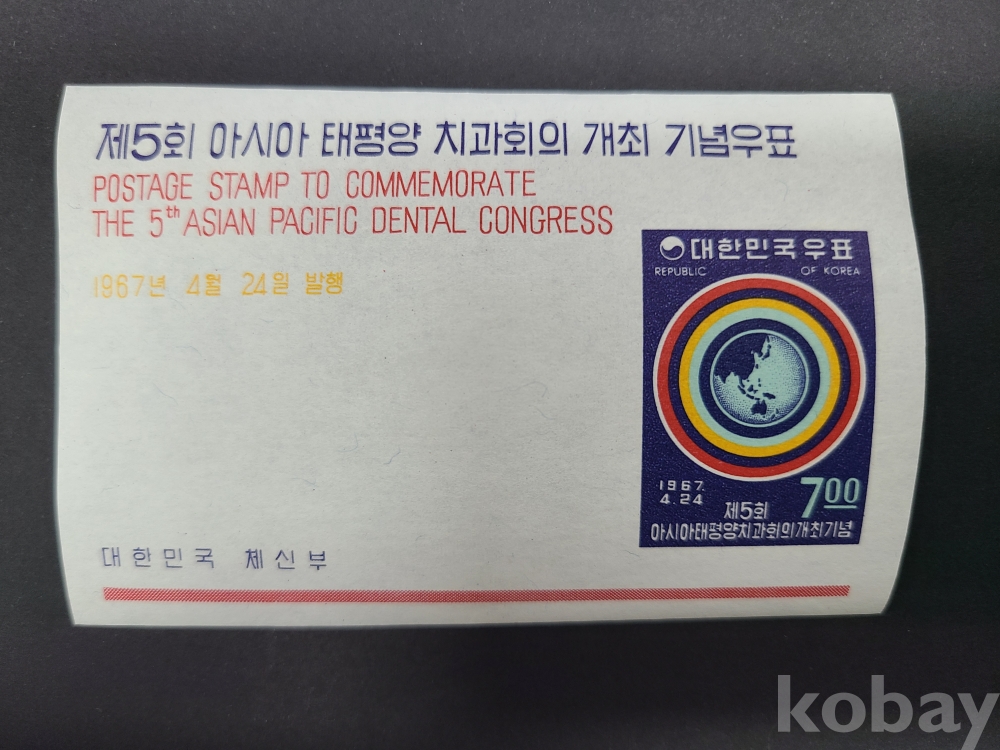 제5회 아시아 태평양 치과회의 개최 기념우표
POSTAGE STAMP TO COMMEMORATE
THE 5th ASIAN PACIFIC DENTAL CONGRESS
1967년 4월 24일 발행
대한민국우표
REPUBLIC OF KOREA
1967.
4.24
700
제5회
아시아태평양치과회의개최기념
대한민국 체신부
kobay